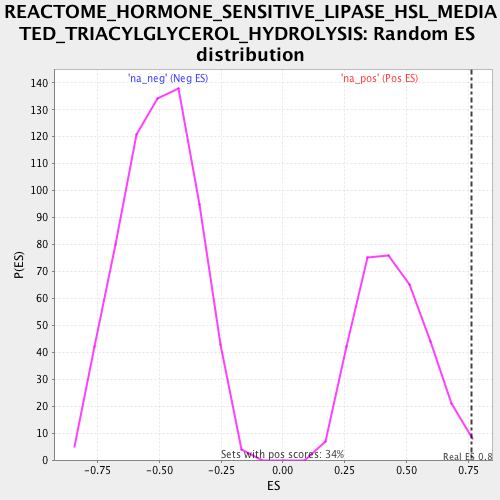 REACTOME_HORMONE_SENSITIVE_LIPASE_HSL_MEDIA
TED_TRIACYLGLYCEROL_HYDROLYSIS: Random ES
distribution
'na_neg' (Neg ES)
'na_pos' (Pos ES)
140
130
120
110
100
90
80
70
60
50
40
30
20
10
0
P(ES)
Sets with pos scores: 34%
Real ES 0.8
-0.75
-0.50
-0.25
0.00
0.25
0.50
0.75
ES